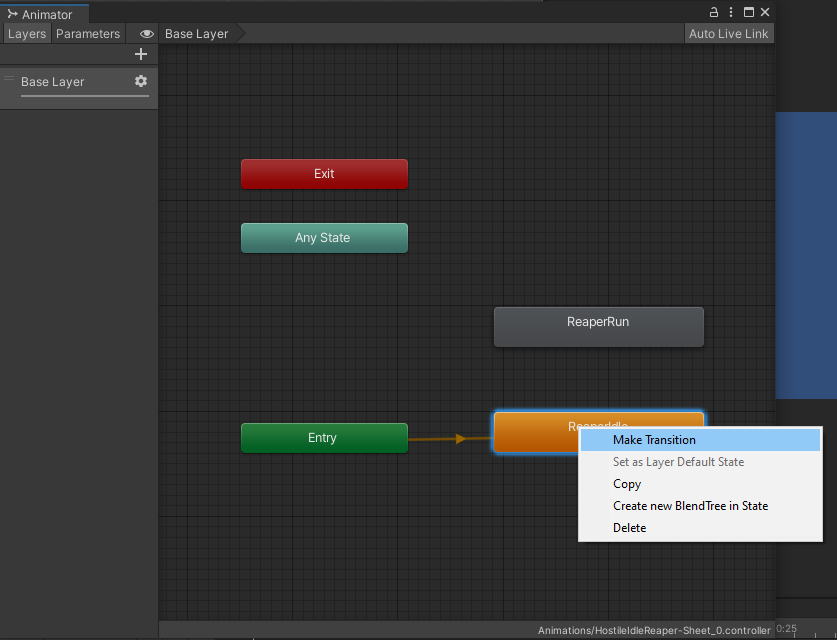 Animator
Layers Parameters Base Layer Auto Live Link
Base Layer
Exit
Any State
ReaperRun
Entry
ReaperIdle
Make Transition
Set as Layer Default State
Copy
Create new BlendTree in State
Delete
Animations/HostileIdleReaper-Sheet_0.controller
0:25